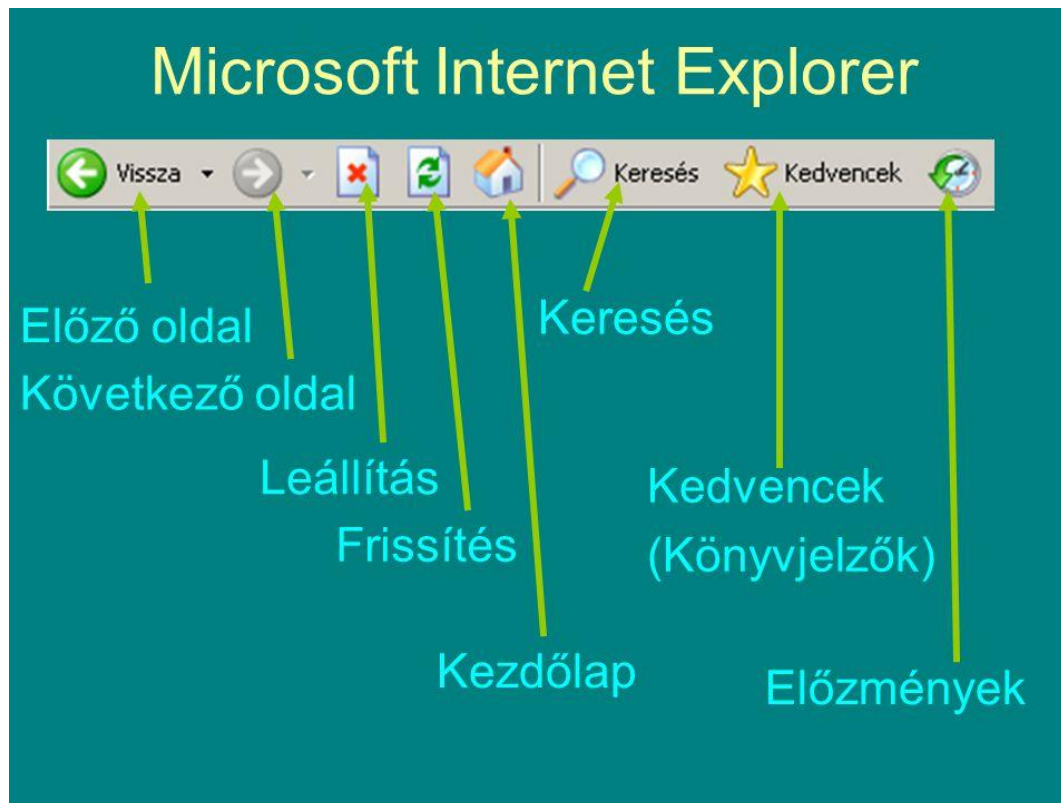 Microsoft Internet Explorer
Vissza Keresés Kedvencek
Előző oldal
Következő oldal
Keresés
Leállítás
Frissítés
Kedvencek
(Könyvjelzők)
Kezdőlap
Előzmények